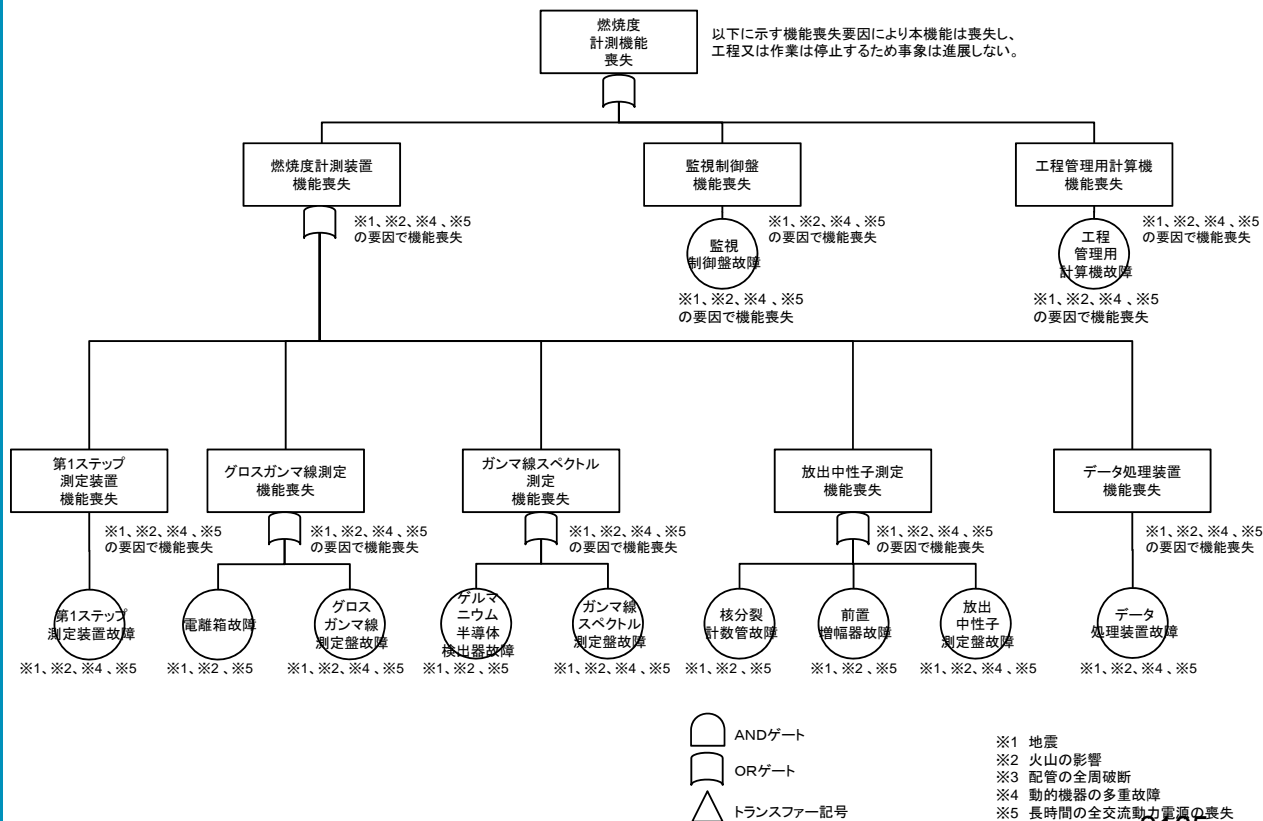 燃焼度
計測機能
喪失
以下に示す機能喪失要因により本機能は喪失し、
工程又は作業は停止するため事象は進展しない。
燃焼度計測装置
機能喪失
※1、※2、※4 、※5
の要因で機能喪失
監視制御盤
機能喪失
※1、※2、※4 、※5
の要因で機能喪失
監視
制御盤故障
※1、※2、※4 、※5
の要因で機能喪失
工程管理用計算機
機能喪失
※1、※2、※4 、※5
の要因で機能喪失
工程
管理用
計算機故障
※1、※2、※4 、※5
の要因で機能喪失
第1ステップ
測定装置
機能喪失
※1、※2、※4 、※5
の要因で機能喪失
グロスガンマ線測定
機能喪失
※1、※2、※4 、※5
の要因で機能喪失
ガンマ線スペクトル
測定
機能喪失
※1、※2、※4 、※5
の要因で機能喪失
放出中性子測定
機能喪失
※1、※2、※4 、※5
の要因で機能喪失
データ処理装置
機能喪失
※1、※2、※4 、※5
の要因で機能喪失
第1ステップ
測定装置故障
※1、※2、※4 、※5
電離箱故障
※1、※2 、※5
グロス
ガンマ線
測定盤故障
※1、※2、※4 、※5
ゲルマ
ニウム
半導体
検出器故障
※1、※2 、※5
ガンマ線
スペクトル
測定盤故障
※1、※2、※4 、※5
核分裂
計数管故障
※1、※2 、※5
前置
増幅器故障
※1、※2 、※5
放出
中性子
測定盤故障
※1、※2、※4 、※5
データ
処理装置故障
※1、※2、※4 、※5
ANDゲート
ORゲート
トランスファー記号
※1 地震
※2 火山の影響
※3 配管の全周破断
※4 動的機器の多重故障
※5 長時間の全交流動力電源の喪失